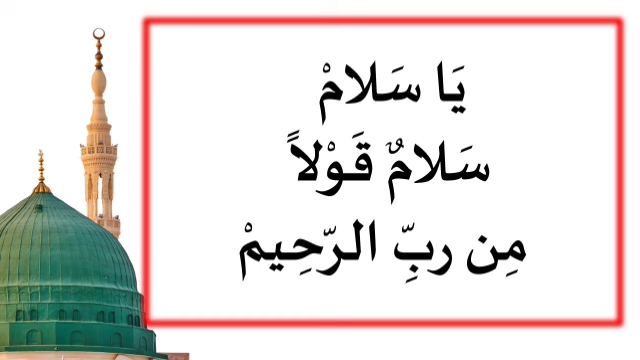 يَا سَلامْ
سَلامٌ قَوْلاً
مِن ربِّ الرّحِيمْ